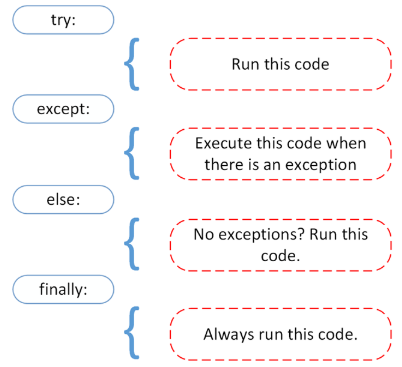 try:
Run this code
except:
Execute this code when
there is an exception
else:
No exceptions? Run this
code.
finally:
Always run this code.